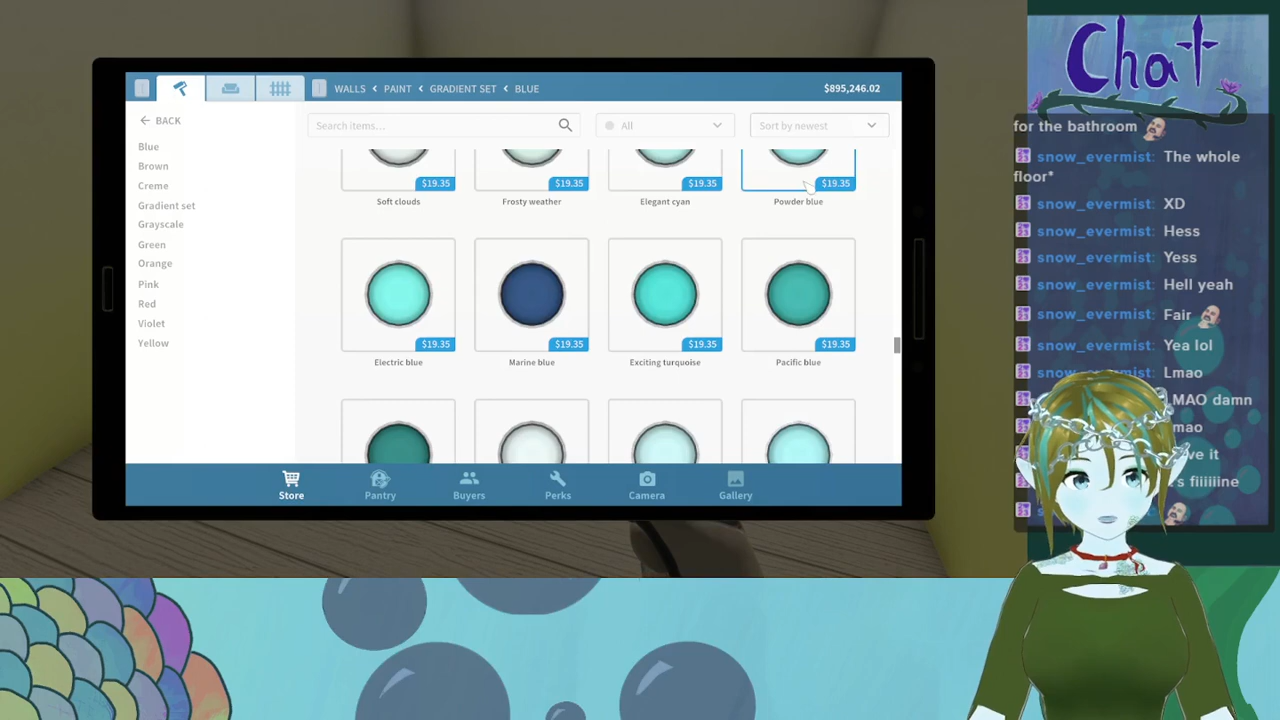 WALLS < PAINT < GRADIENT SET < BLUE
$895,246.02
BACK
Search items...
All
Sort by newest
Blue
Brown
Creme
Gradient set
Grayscale
Green
Orange
Pink
Red
Violet
Yellow
$19.35 $19.35 $19.35 $19.35
Soft clouds Frosty weather Elegant cyan Powder blue
$19.35 $19.35 $19.35 $19.35
Electric blue Marine blue Exciting turquoise Pacific blue
Store Pantry Buyers Perks Camera Gallery
Chat
for the bathroom
snow_evermist: The whole
floor*
snow_evermist: XD
snow_evermist: Hess
snow_evermist: Yess
snow_evermist: Hell yeah
snow_evermist: Fair
snow_evermist: Yea lol
snow_evermist: Lmao
damn